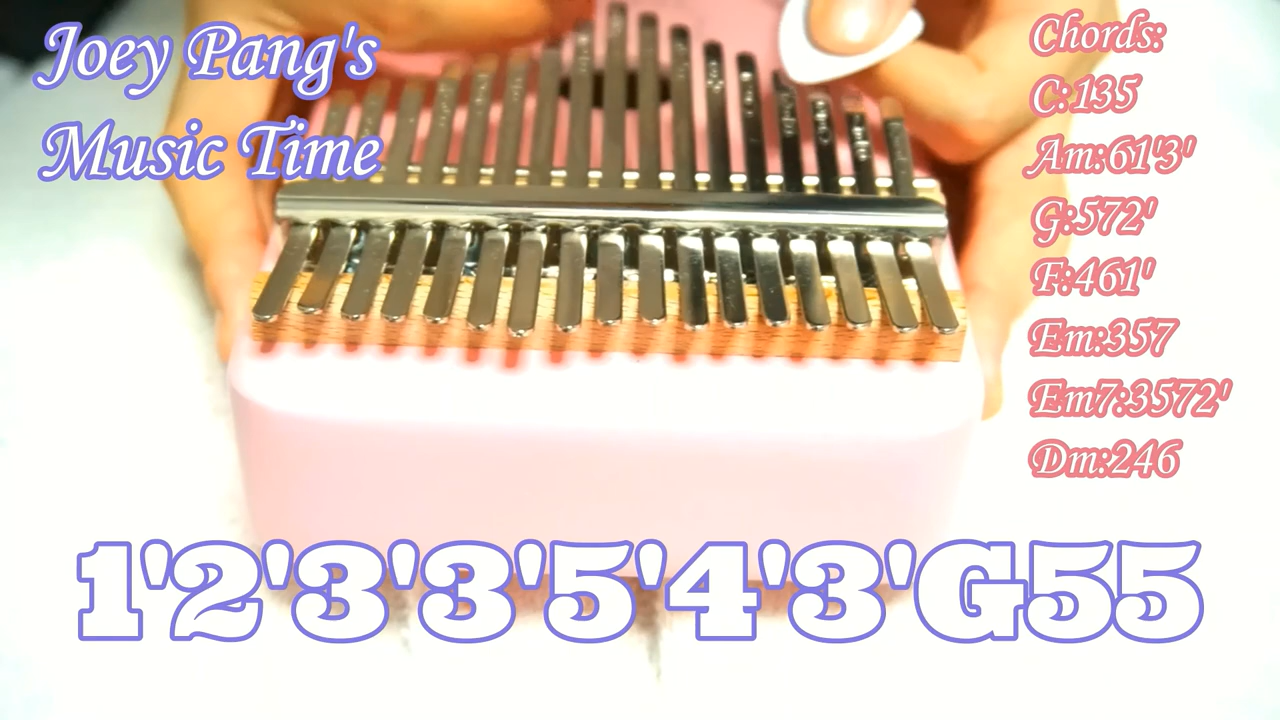 Joey Pang's
Music Time
Chords:
C:135
Am:61'3'
G:572'
F:461'
Em:357
Em7:3572'
Dm:246
1'2'3'3'5'4'3'G55